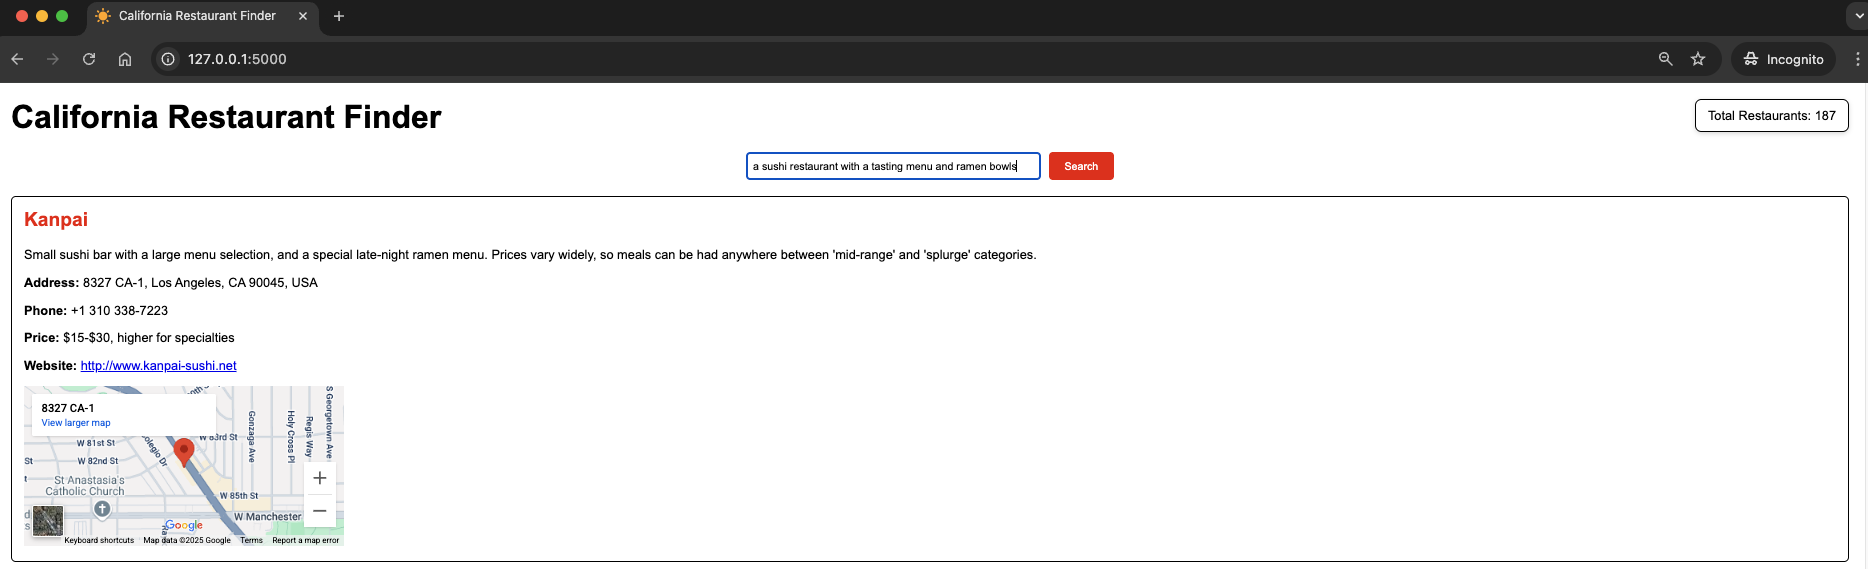 California Restaurant Finder
127.0.0.1:5000
Incognito
California Restaurant Finder
Total Restaurants: 187
a sushi restaurant with a tasting menu and ramen bowls
Search
Kanpai
Small sushi bar with a large menu selection, and a special late-night ramen menu. Prices vary widely, so meals can be had anywhere between 'mid-range' and 'splurge' categories.
Address: 8327 CA-1, Los Angeles, CA 90045, USA
Phone: +1 310 338-7223
Price: $15-$30, higher for specialties
Website: http://www.kanpai-sushi.net
8327 CA-1
View larger map
S Georgetown Ave
Gonzaga Ave
Holy Cross Pl
Regis Way
W 83rd St
W 81st St
W 82nd St
St
St Anastasia's
Catholic Church
W 85th St
W Manchester
Google
Keyboard shortcuts
Map data ©2025 Google
Terms
Report a map error